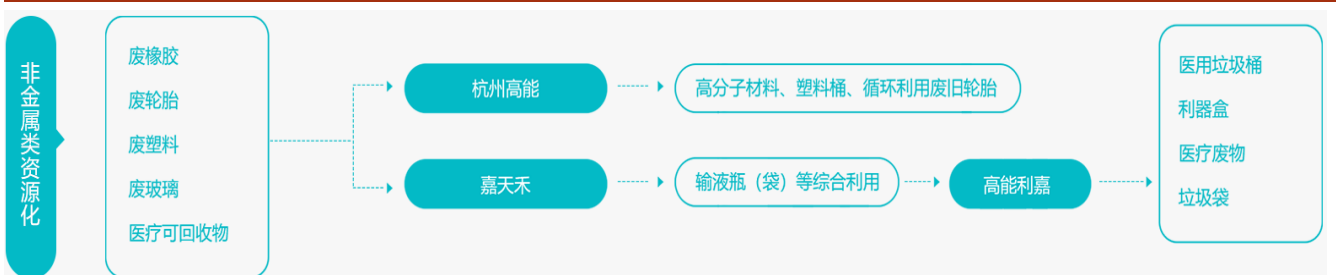 非金属类资源化
废橡胶
废轮胎
废塑料
废玻璃
医疗可回收物
杭州高能
高分子材料、塑料桶、循环利用废旧轮胎
嘉天禾
输液瓶（袋）等综合利用
高能利嘉
医用垃圾桶
利器盒
医疗废物
垃圾袋